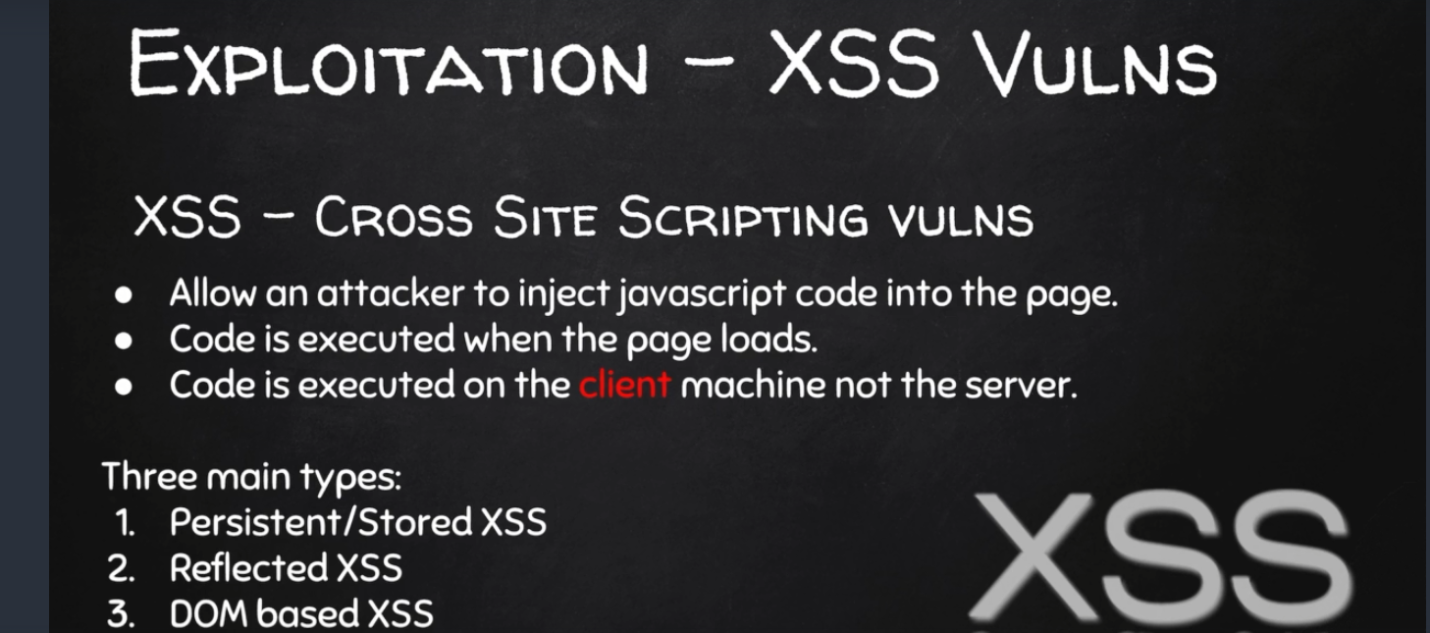 Exploitation – XSS Vulns
XSS – Cross Site Scripting vulns
● Allow an attacker to inject javascript code into the page.
● Code is executed when the page loads.
● Code is executed on the client machine not the server.
Three main types:
1. Persistent/Stored XSS
2. Reflected XSS
3. DOM based XSS
XSS